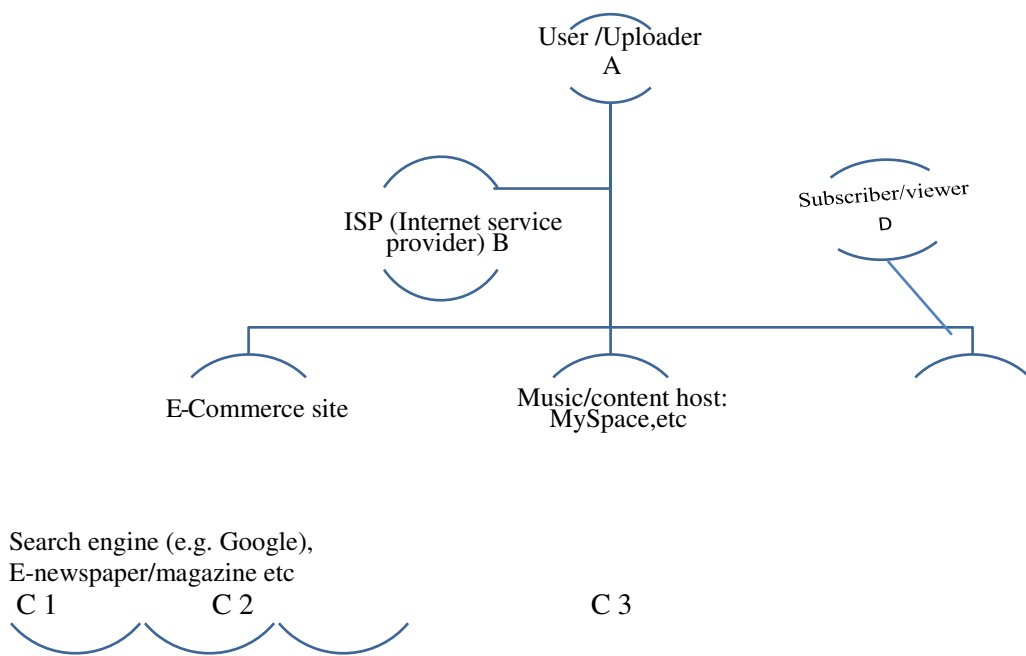 User /Uploader
A
Subscriber/viewer
D
ISP (Internet service
provider) B
E-Commerce site
Music/content host:
MySpace,etc
Search engine (e.g. Google),
E-newspaper/magazine etc
C 1 C 2 C 3